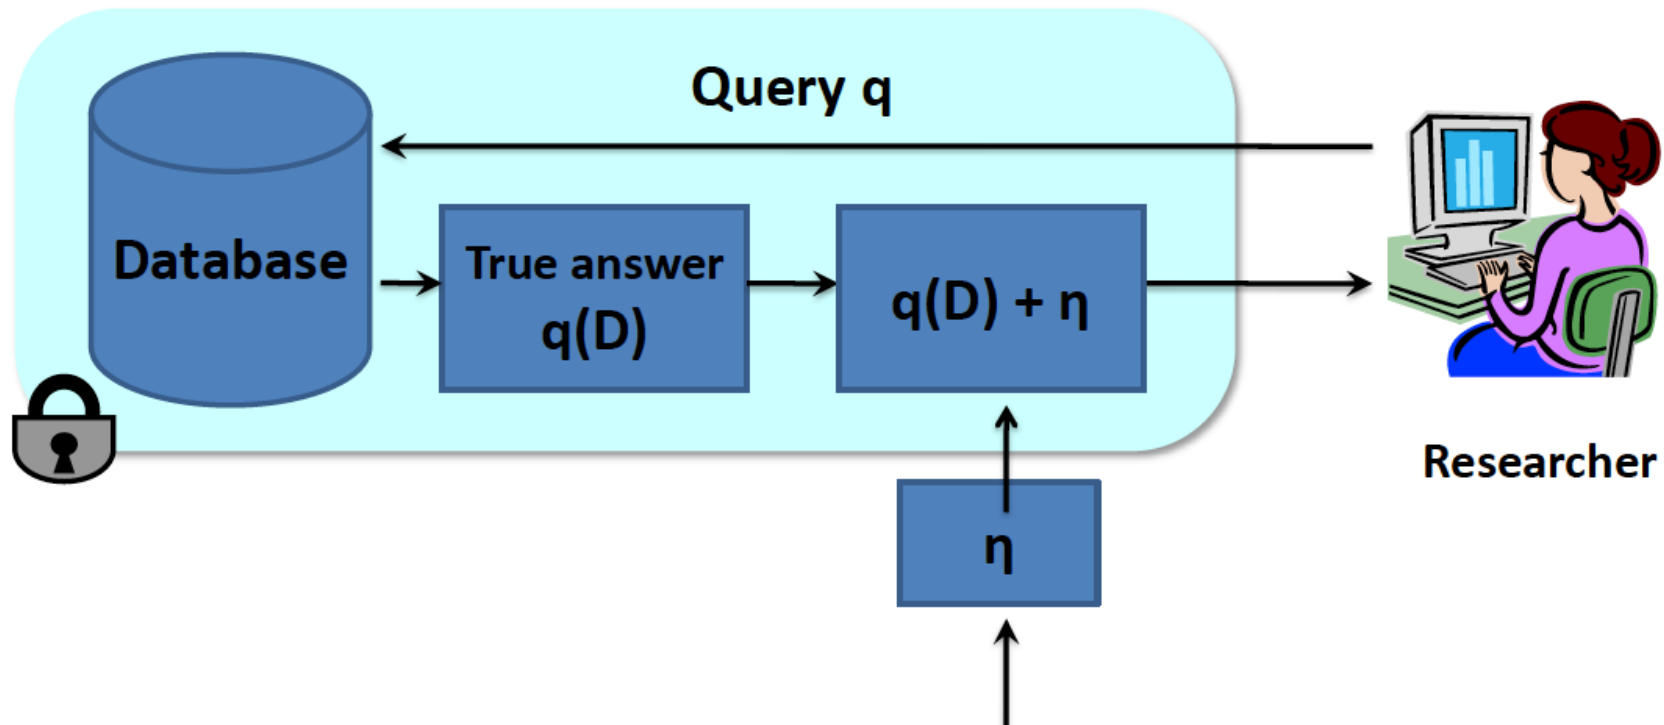 Query q
Database
True answer
q(D)
q(D) + η
Researcher
η